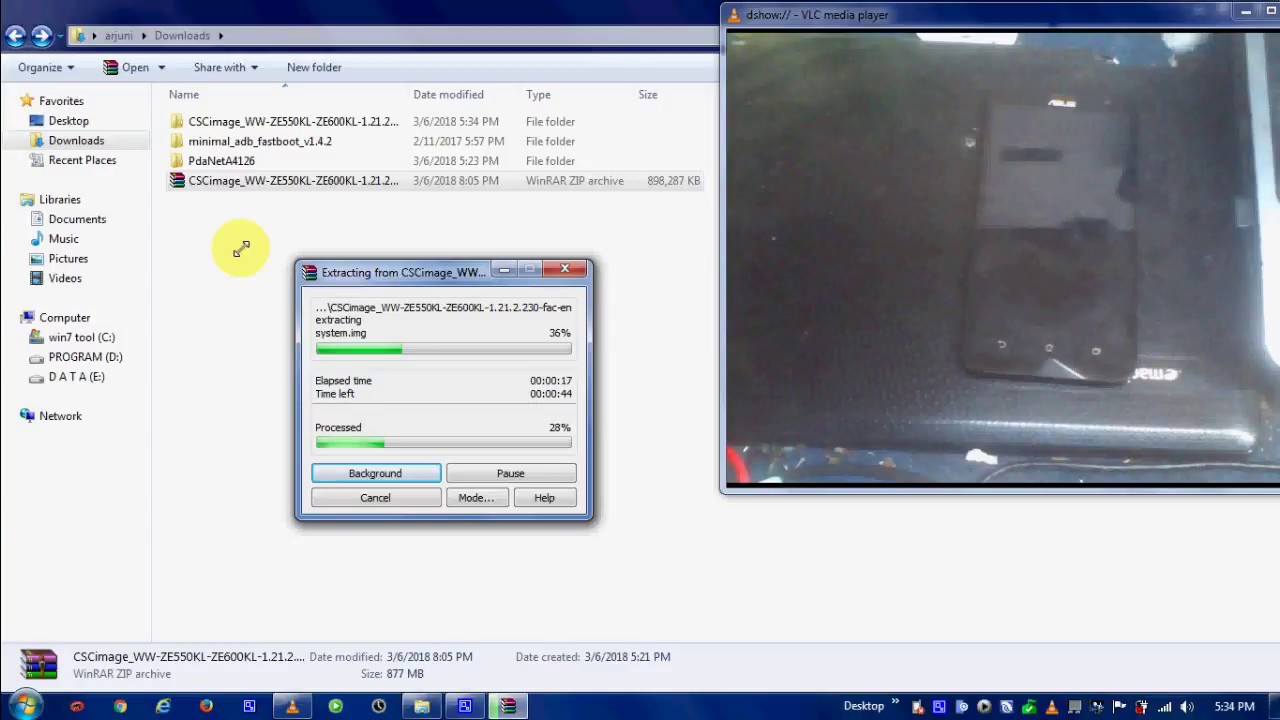 dshow:// - VLC media player
arjuni Downloads
Organize Open Share with New folder
Name Date modified Type Size
Favorites
Desktop
Downloads
Recent Places
Libraries
Documents
Music
Pictures
Videos
Computer
win7 tool (C:)
PROGRAM (D:)
D A T A (E:)
Network
CSCimage_WW-ZE550KL-ZE600KL-1.21.2... 3/6/2018 5:34 PM File folder
minimal_adb_fastboot_v1.4.2 2/11/2017 5:57 PM File folder
PdaNetA4126 3/6/2018 5:23 PM File folder
CSCimage_WW-ZE550KL-ZE600KL-1.21.2... 3/6/2018 8:05 PM WinRAR ZIP archive 898,287 KB
Extracting from CSCimage_WW...
...\CSCimage_WW-ZE550KL-ZE600KL-1.21.2.230-fac-en
extracting
system.img 36%
Elapsed time 00:00:17
Time left 00:00:44
Processed 28%
Background Pause
Cancel Mode... Help
CSCimage_WW-ZE550KL-ZE600KL-1.21.2.... Date modified: 3/6/2018 8:05 PM Date created: 3/6/2018 5:21 PM
WinRAR ZIP archive Size: 877 MB
Desktop 5:34 PM